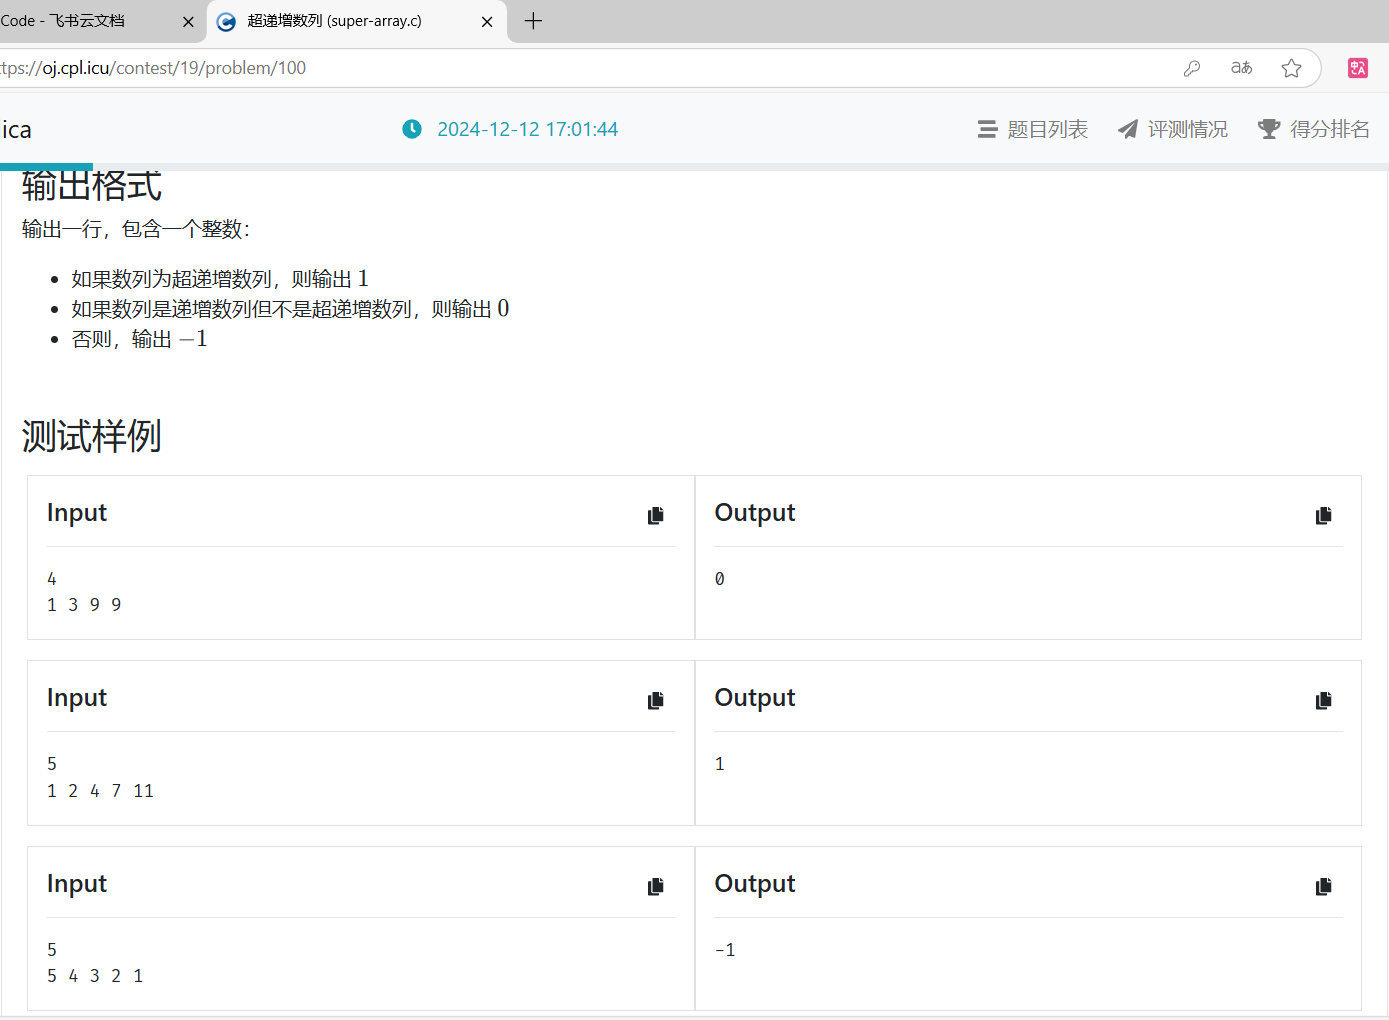 Code - 飞书云文档
超递增数列 (super-array.c)
ttps://oj.cpl.icu/contest/19/problem/100
ica
2024-12-12 17:01:44
题目列表
评测情况
得分排名
输出格式
输出一行，包含一个整数：
如果数列为超递增数列，则输出 1
如果数列是递增数列但不是超递增数列，则输出 0
否则，输出 −1
测试样例
Input
Output
4
1 3 9 9
0
Input
Output
5
1 2 4 7 11
1
Input
Output
5
5 4 3 2 1
-1